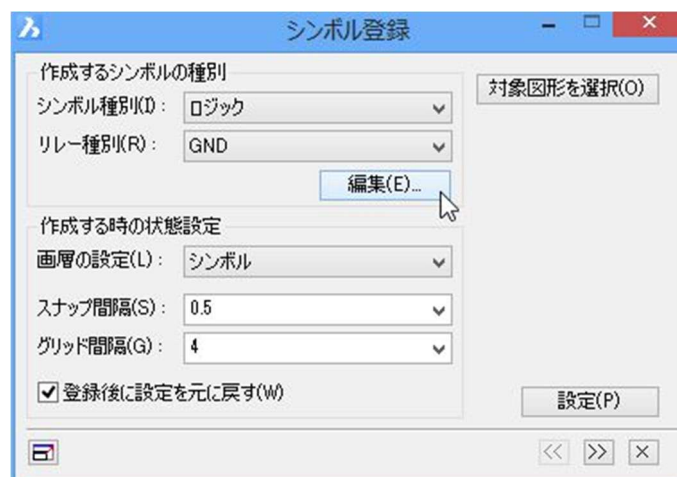 シンボル登録
作成するシンボルの種別
対象図形を選択(O)
シンボル種別(I): ロジック
リレー種別(R): GND
編集(E)...
作成する時の状態設定
画層の設定(L): シンボル
スナップ間隔(S): 0.5
グリッド間隔(G): 4
登録後に設定を元に戻す(W)
設定(P)
<< >>